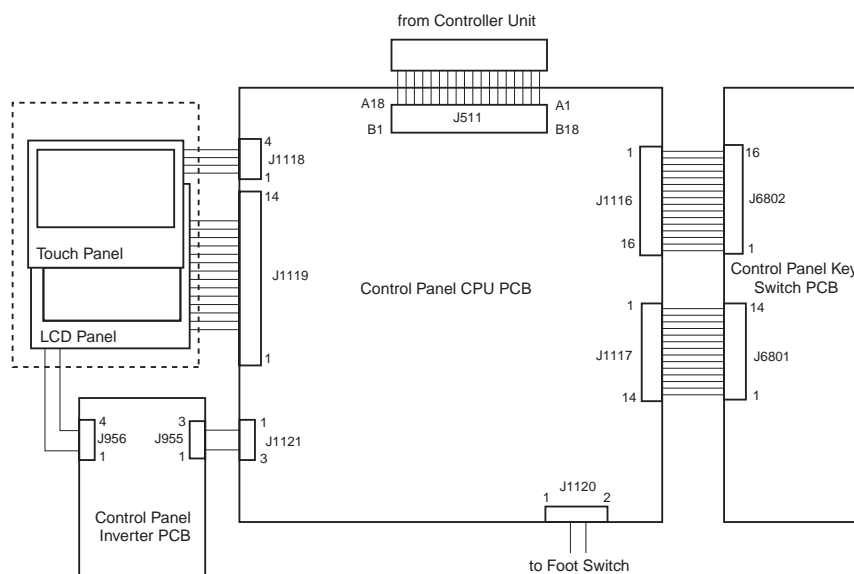 from Controller Unit
A18
A1
J511
B1
B18
4
J1118
1
14
J1119
1
Touch Panel
LCD Panel
Control Panel CPU PCB
1
J1116
16
16
J6802
1
Control Panel Key
Switch PCB
1
J1117
14
14
J6801
1
4
J956
1
3
J955
1
1
J1121
3
Control Panel
Inverter PCB
J1120
1
2
to Foot Switch